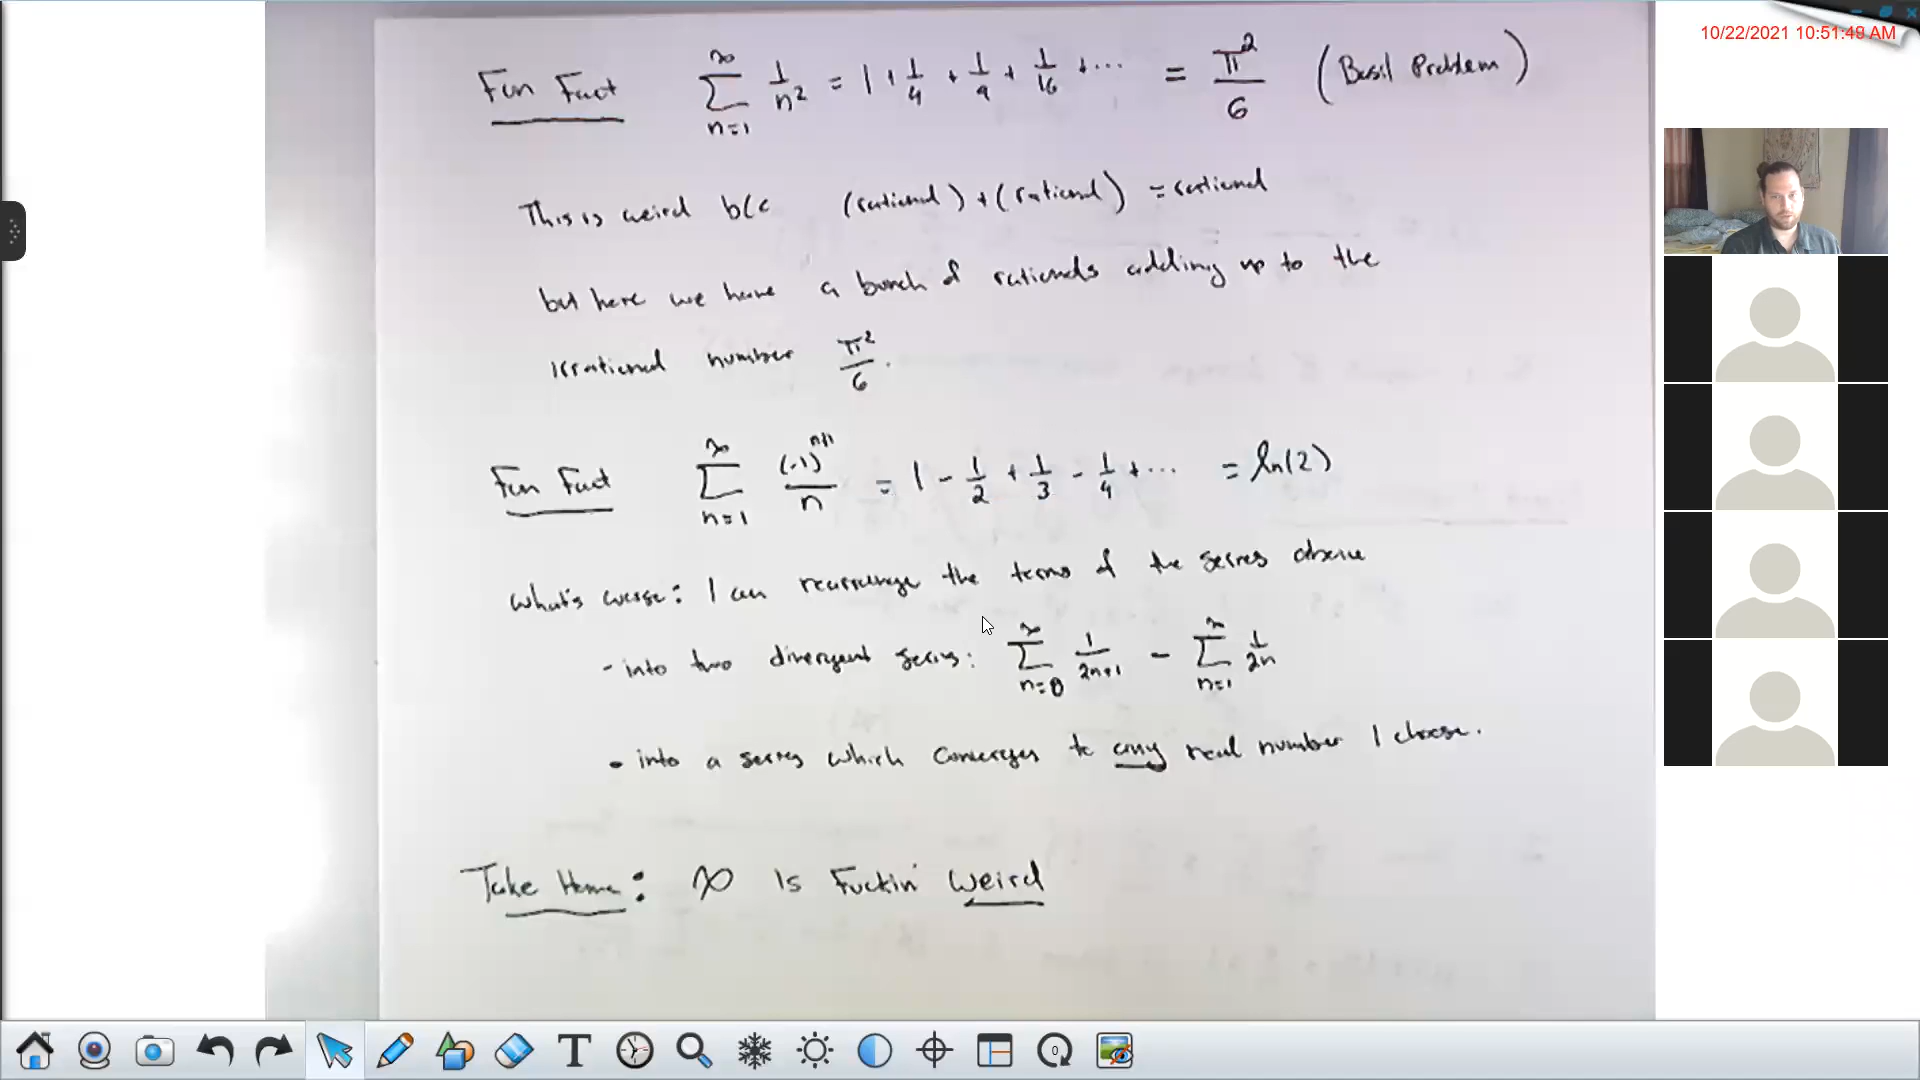 10/22/2021 10:51:49 AM
Fun Fact ∑_{n=1}^{∞} 1/n² = 1 + 1/4 + 1/9 + 1/16 + ... = π²/6 (Basil Problem)
This is weird b/c (rational) + (rational) = rational
but here we have a bunch of rationals adding up to the
irrational number π²/6.
Fun Fact ∑_{n=1}^{∞} (-1)^{n+1}/n = 1 - 1/2 + 1/3 - 1/4 + ... = ln(2)
What's worse: I can rearrange the terms of the series above
- into two divergent series: ∑_{n=0}^{∞} 1/(2n+1) - ∑_{n=1}^{∞} 1/2n
• into a series which converges to any real number I choose.
Take Home: ∞ Is Fuckin' Weird
T
0